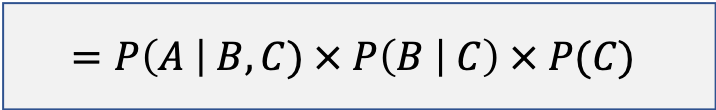 = P(A | B, C) × P(B | C) × P(C)